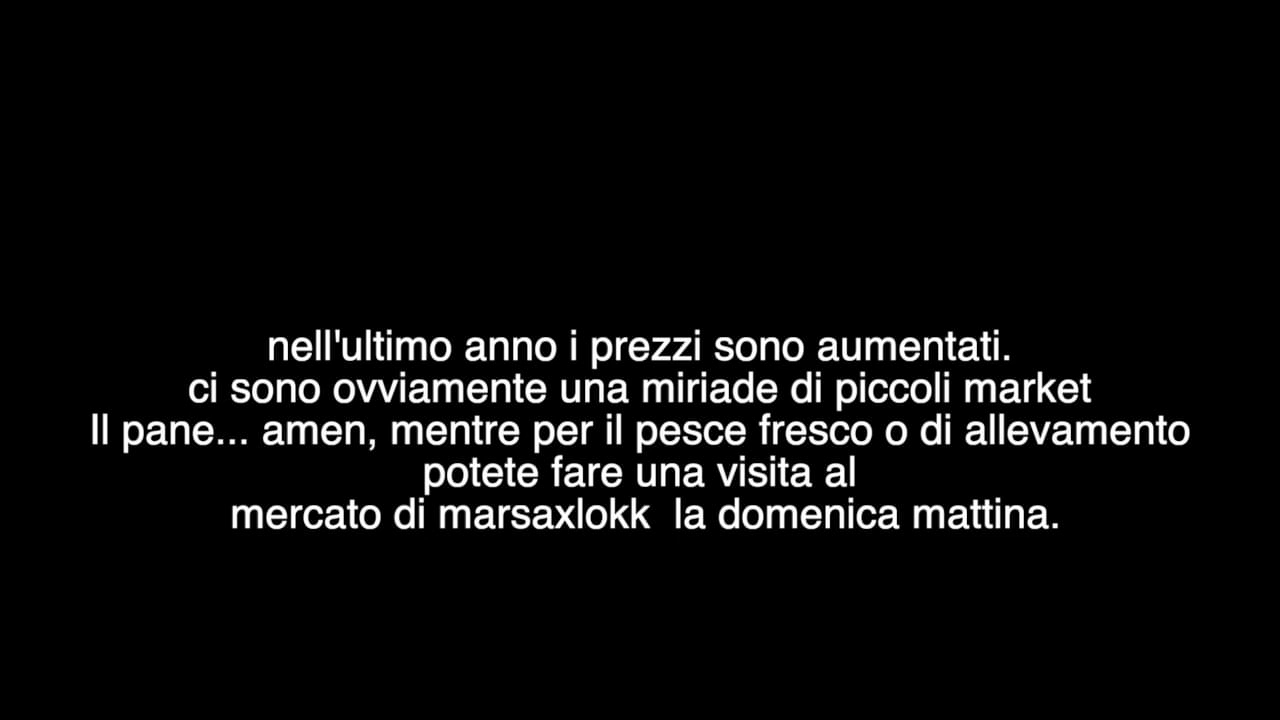 nell'ultimo anno i prezzi sono aumentati.
ci sono ovviamente una miriade di piccoli market
Il pane... amen, mentre per il pesce fresco o di allevamento
potete fare una visita al
mercato di marsaxlokk  la domenica mattina.